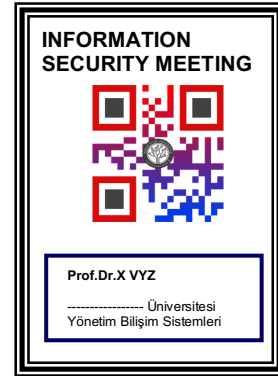 INFORMATION
SECURITY MEETING
Prof.Dr.X VYZ
----------------- Üniversitesi
Yönetim Bilişim Sistemleri